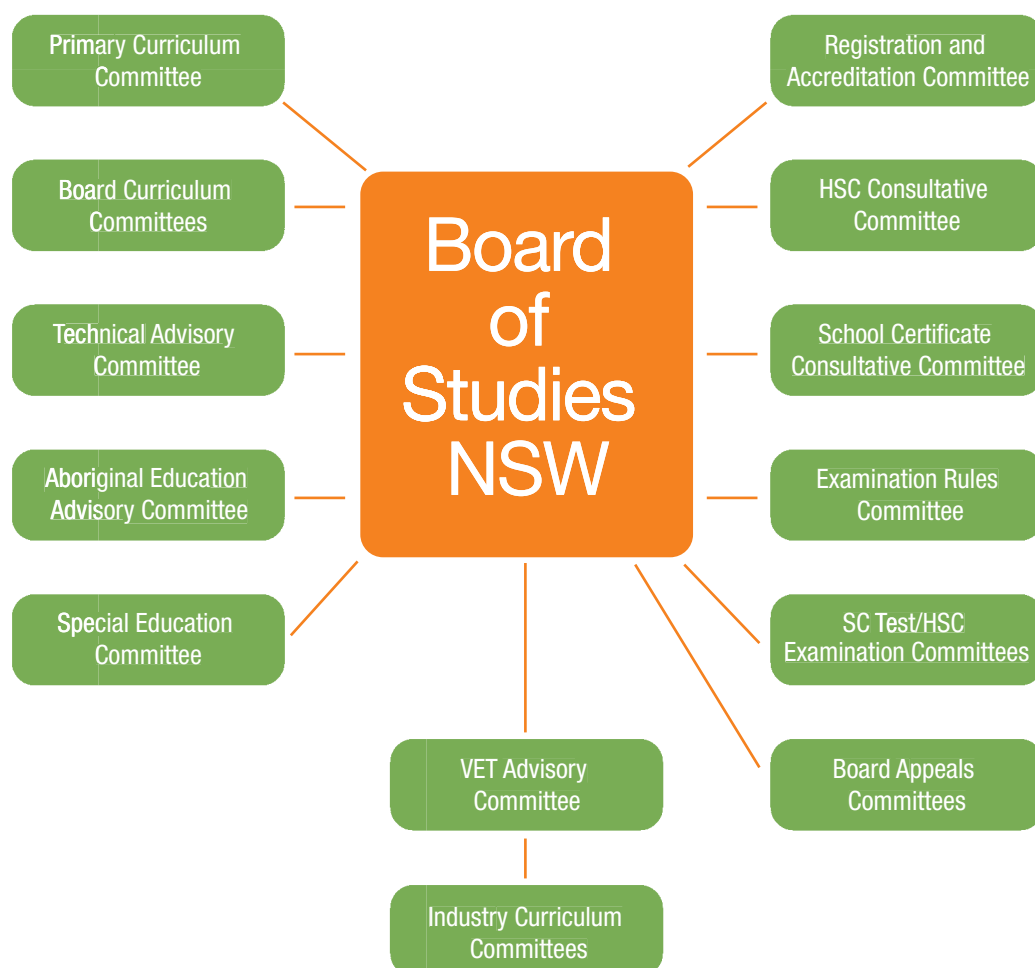 Primary Curriculum
Committee
Board Curriculum
Committees
Technical Advisory
Committee
Aboriginal Education
Advisory Committee
Special Education
Committee
Board
of
Studies
NSW
VET Advisory
Committee
Industry Curriculum
Committees
Registration and
Accreditation Committee
HSC Consultative
Committee
School Certificate
Consultative Committee
Examination Rules
Committee
SC Test/HSC
Examination Committees
Board Appeals
Committees